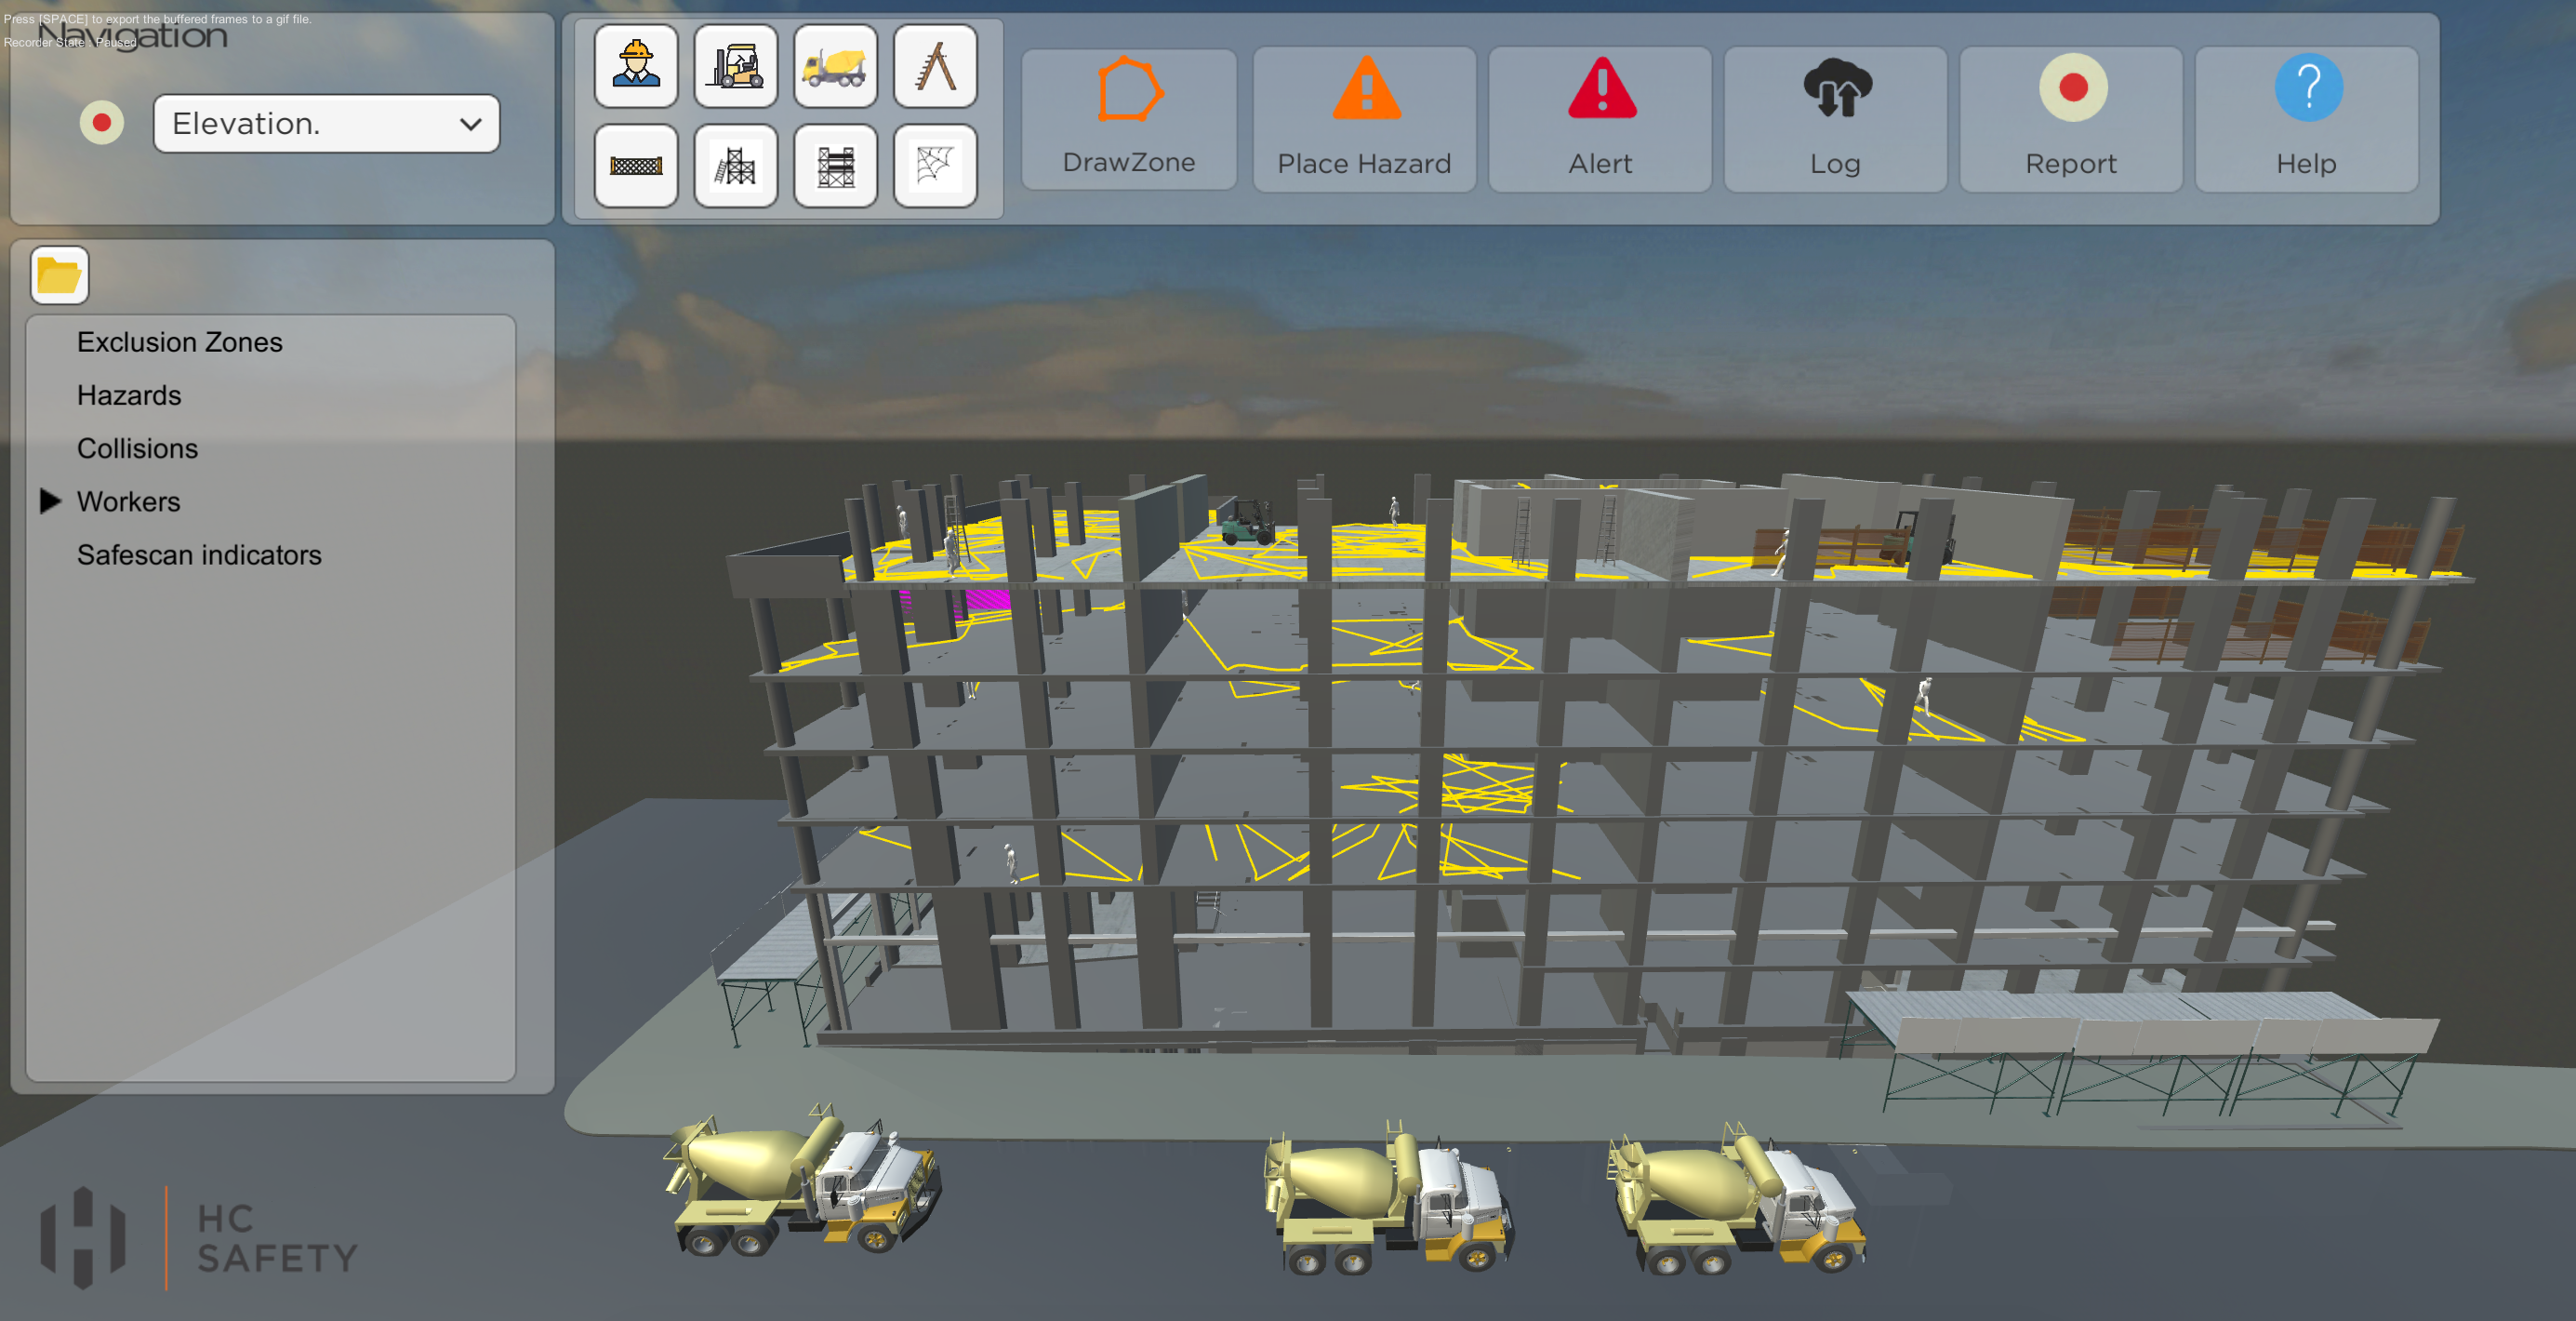 Press [SPACE] to export the buffered frames to a gif file.
Navigation
Recorder State : Paused
Elevation.
DrawZone
Place Hazard
Alert
Log
Report
Help
Exclusion Zones
Hazards
Collisions
Workers
Safescan indicators
HC
SAFETY